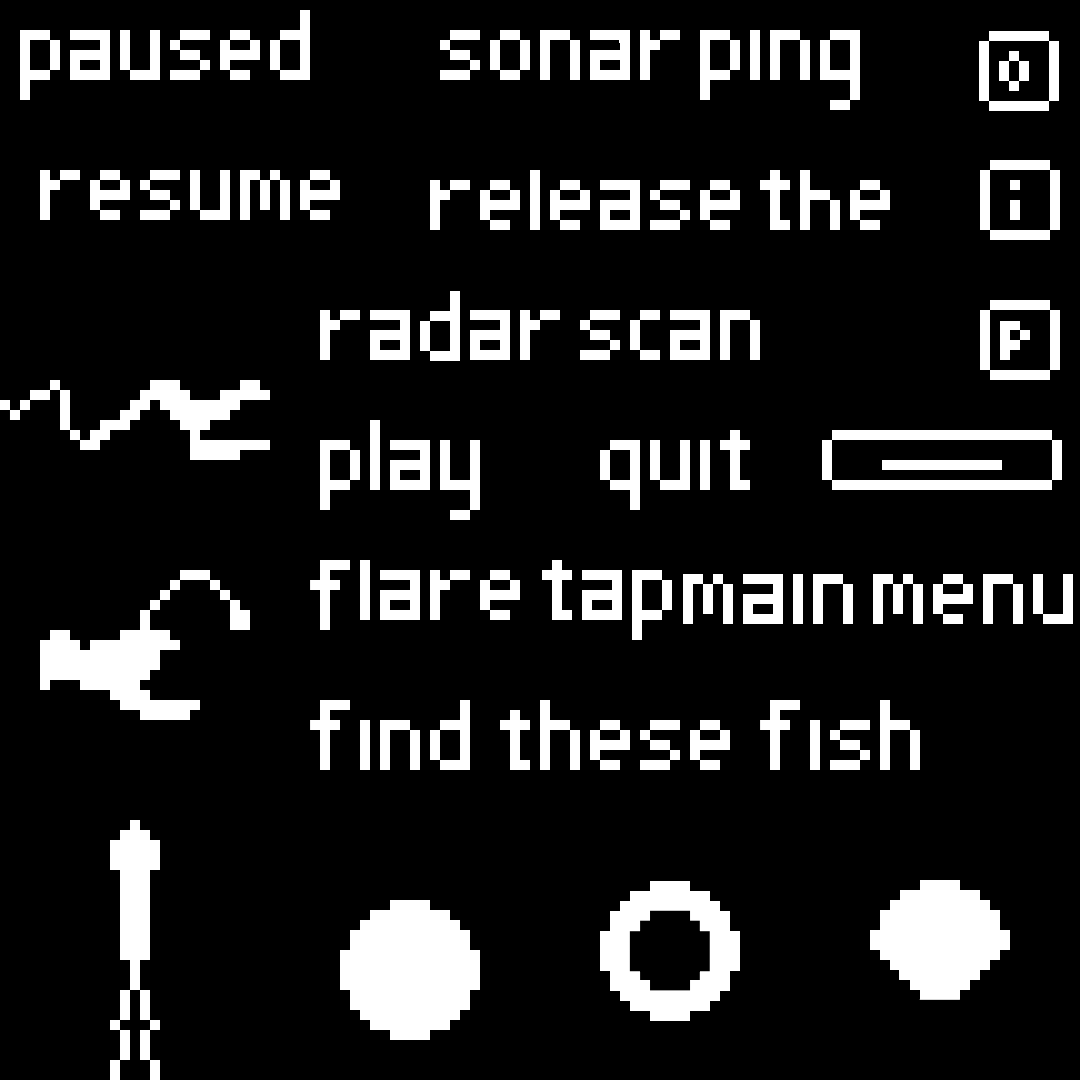 paused sonar ping o
resume release the i
radar scan p
play quit
flare tap main menu
find these fish